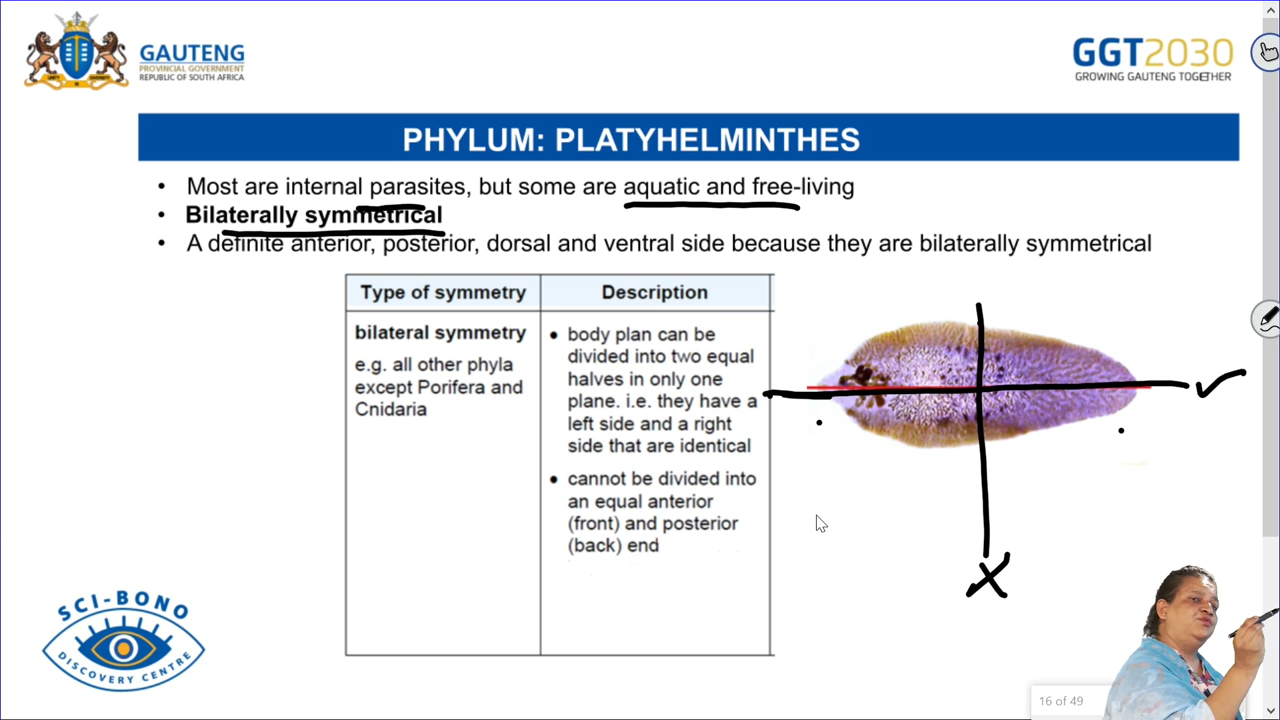 GAUTENG
PROVINCIAL GOVERNMENT
REPUBLIC OF SOUTH AFRICA
GGT2030
GROWING GAUTENG TOGETHER
PHYLUM: PLATYHELMINTHES
• Most are internal parasites, but some are aquatic and free-living
• Bilaterally symmetrical
• A definite anterior, posterior, dorsal and ventral side because they are bilaterally symmetrical
Type of symmetry
Description
bilateral symmetry
e.g. all other phyla
except Porifera and
Cnidaria
• body plan can be
divided into two equal
halves in only one
plane. i.e. they have a
left side and a right
side that are identical
• cannot be divided into
an equal anterior
(front) and posterior
(back) end
✓
X
SCI-BONO
DISCOVERY CENTRE
16 of 49